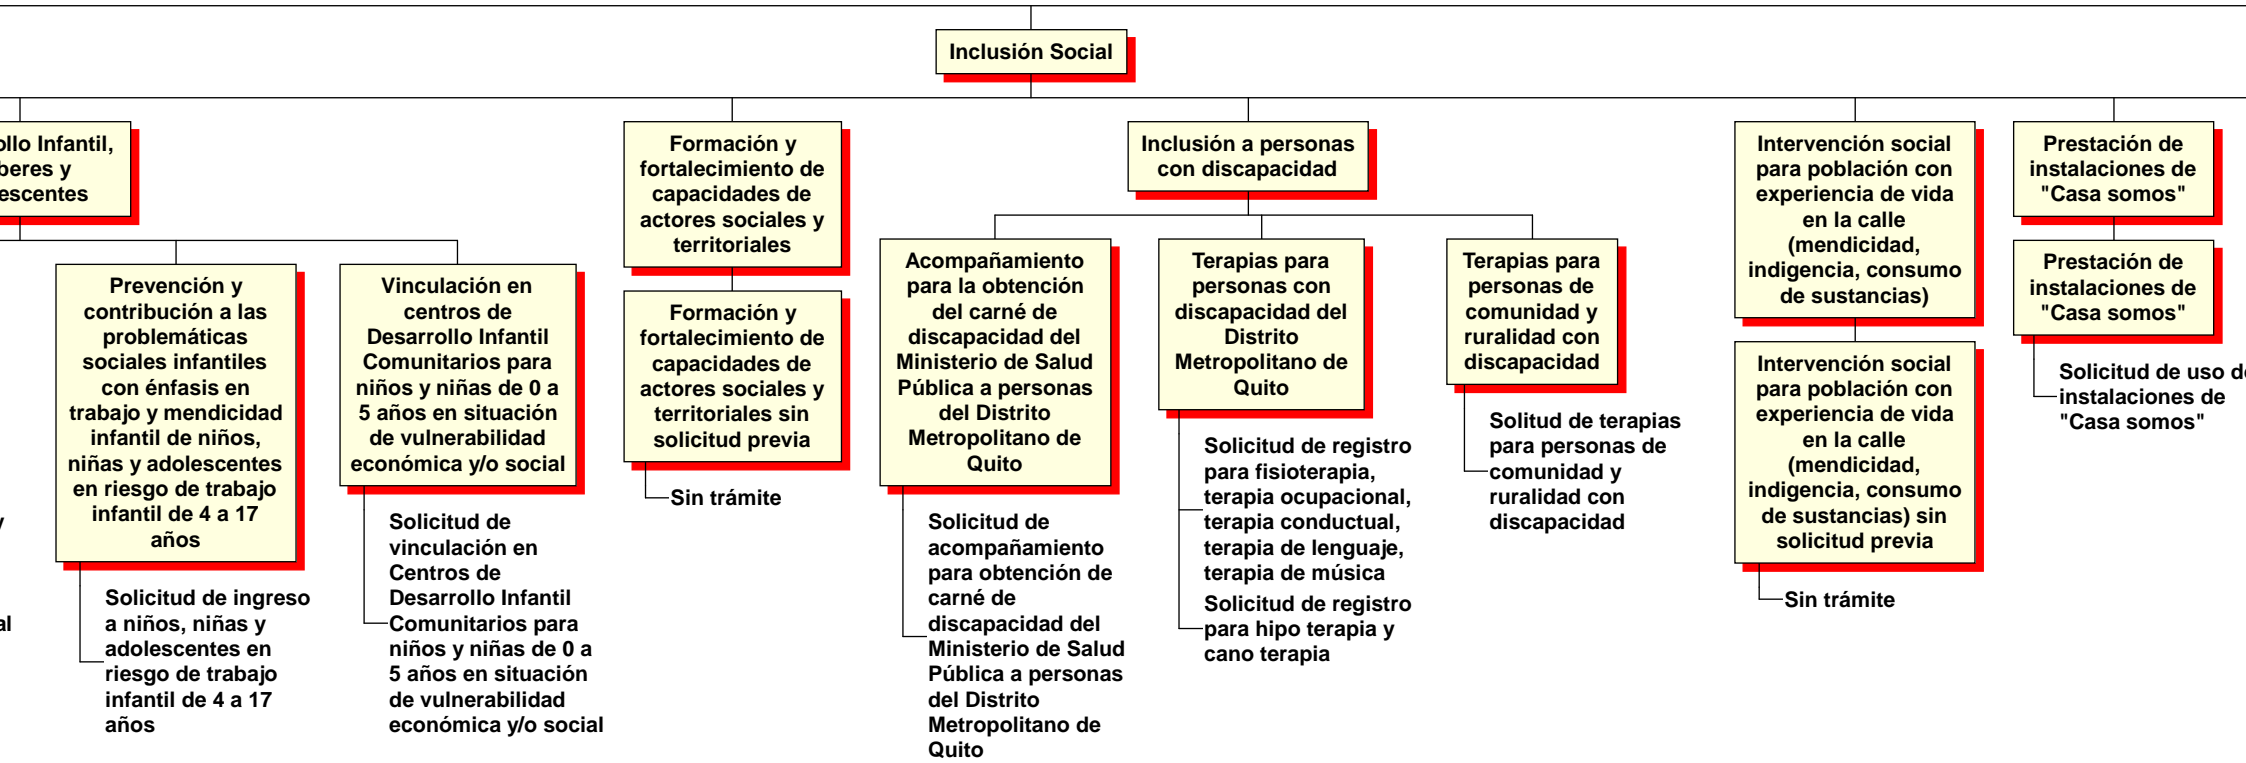 Inclusión Social
ollo Infantil,
beres y
escentes
Prevención y
contribución a las
problemáticas
sociales infantiles
con énfasis en
trabajo y mendicidad
infantil de niños,
niñas y adolescentes
en riesgo de trabajo
infantil de 4 a 17
años
Solicitud de ingreso
a niños, niñas y
adolescentes en
riesgo de trabajo
infantil de 4 a 17
años
Vinculación en
centros de
Desarrollo Infantil
Comunitarios para
niños y niñas de 0 a
5 años en situación
de vulnerabilidad
económica y/o social
Solicitud de
vinculación en
Centros de
Desarrollo Infantil
Comunitarios para
niños y niñas de 0 a
5 años en situación
de vulnerabilidad
económica y/o social
Formación y
fortalecimiento de
capacidades de
actores sociales y
territoriales
Formación y
fortalecimiento de
capacidades de
actores sociales y
territoriales sin
solicitud previa
Sin trámite
Inclusión a personas
con discapacidad
Acompañamiento
para la obtención
del carné de
discapacidad del
Ministerio de Salud
Pública a personas
del Distrito
Metropolitano de
Quito
Solicitud de
acompañamiento
para obtención de
carné de
discapacidad del
Ministerio de Salud
Pública a personas
del Distrito
Metropolitano de
Quito
Terapias para
personas con
discapacidad del
Distrito
Metropolitano de
Quito
Solicitud de registro
para fisioterapia,
terapia ocupacional,
terapia conductual,
terapia de lenguaje,
terapia de música
Solicitud de registro
para hipo terapia y
cano terapia
Terapias para
personas de
comunidad y
ruralidad con
discapacidad
Solitud de terapias
para personas de
comunidad y
ruralidad con
discapacidad
Intervención social
para población con
experiencia de vida
en la calle
(mendicidad,
indigencia, consumo
de sustancias)
Intervención social
para población con
experiencia de vida
en la calle
(mendicidad,
indigencia, consumo
de sustancias) sin
solicitud previa
Sin trámite
Prestación de
instalaciones de
"Casa somos"
Prestación de
instalaciones de
"Casa somos"
Solicitud de uso de
instalaciones de
"Casa somos"